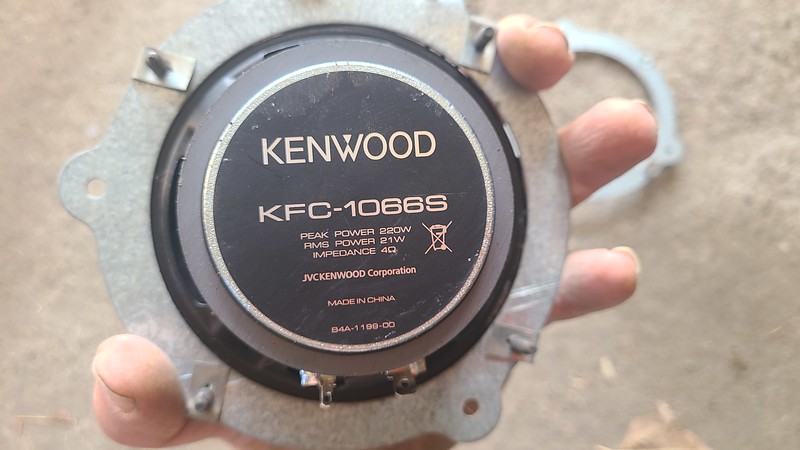 KENWOOD
KFC-1066S
PEAK POWER 220W
RMS POWER 21W
IMPEDANCE 4Ω
JVCKENWOOD Corporation
MADE IN CHINA
B4A-1199-00